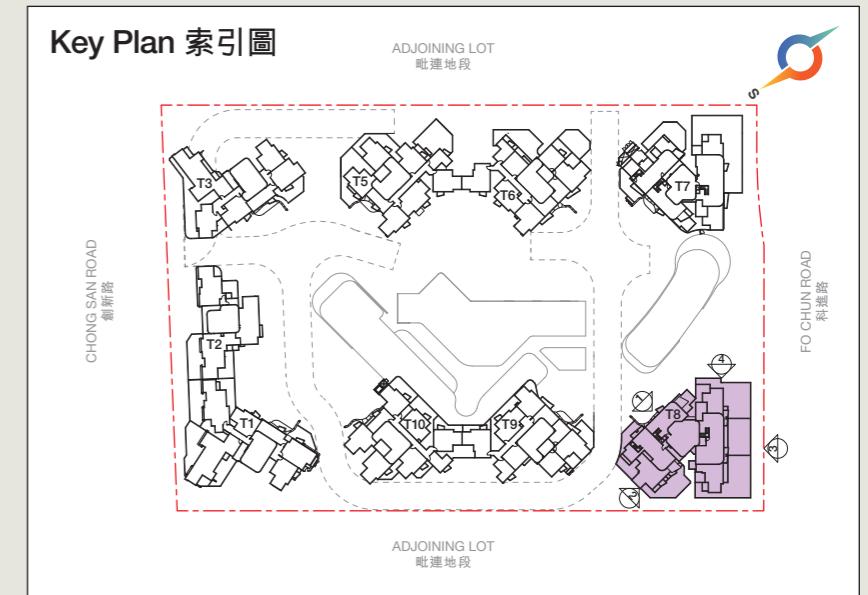 Key Plan 索引圖
ADJOINING LOT
毗連地段
S
T3
T5
T6
T7
CHONG SAN ROAD
創新路
FO CHUN ROAD
科進路
T2
T1
T10
T9
T8
1
2
3
4
ADJOINING LOT
毗連地段